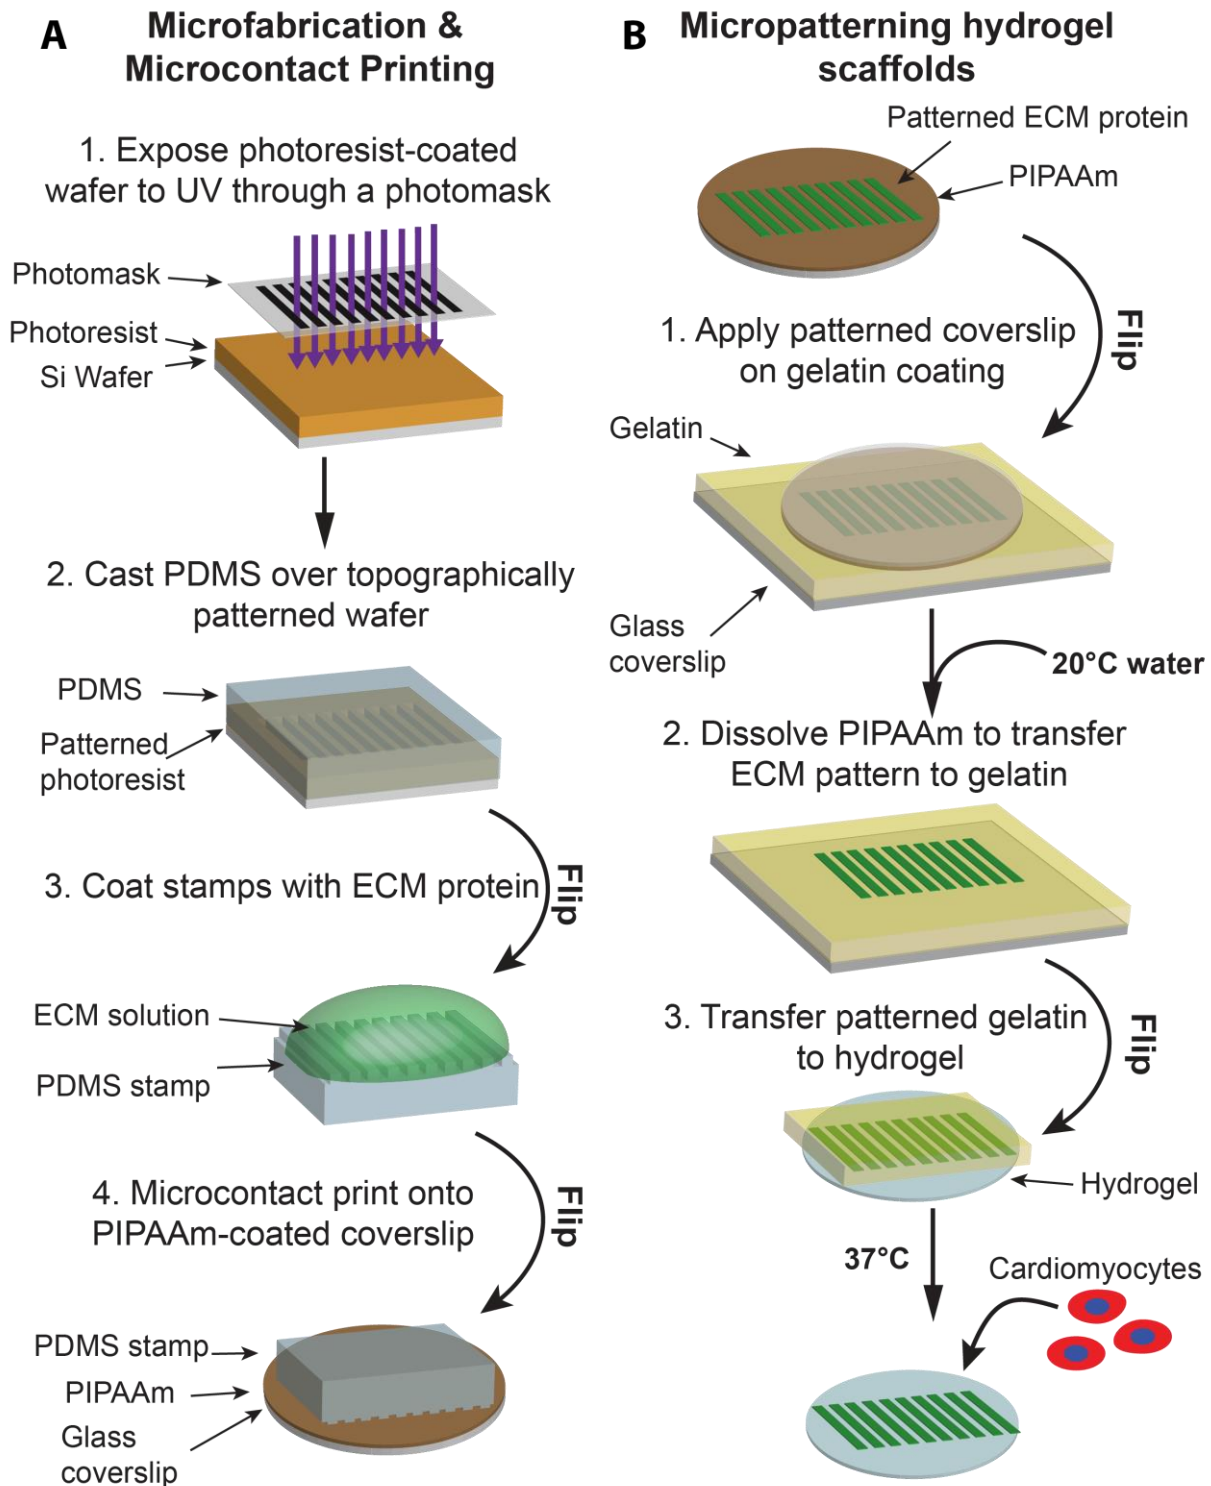 A
Microfabrication &
Microcontact Printing
1. Expose photoresist-coated
wafer to UV through a photomask
Photomask
Photoresist
Si Wafer
2. Cast PDMS over topographically
patterned wafer
PDMS
Patterned
photoresist
3. Coat stamps with ECM protein
Flip
ECM solution
PDMS stamp
4. Microcontact print onto
PIPAAm-coated coverslip
Flip
PDMS stamp
PIPAAm
Glass
coverslip
B
Micropatterning hydrogel
scaffolds
Patterned ECM protein
PIPAAm
1. Apply patterned coverslip
on gelatin coating
Flip
Gelatin
Glass
coverslip
20°C water
2. Dissolve PIPAAm to transfer
ECM pattern to gelatin
3. Transfer patterned gelatin
to hydrogel
Flip
Hydrogel
37°C
Cardiomyocytes